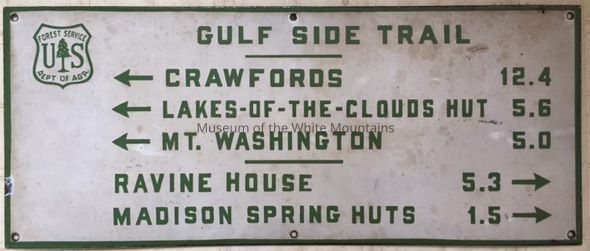 FOREST SERVICE
US
DEPT OF AGR.
GULF SIDE TRAIL
← CRAWFORDS 12.4
← LAKES-OF-THE-CLOUDS HUT 5.6
Museum of the White Mountains
← MT. WASHINGTON 5.0
RAVINE HOUSE 5.3 →
MADISON SPRING HUTS 1.5 →